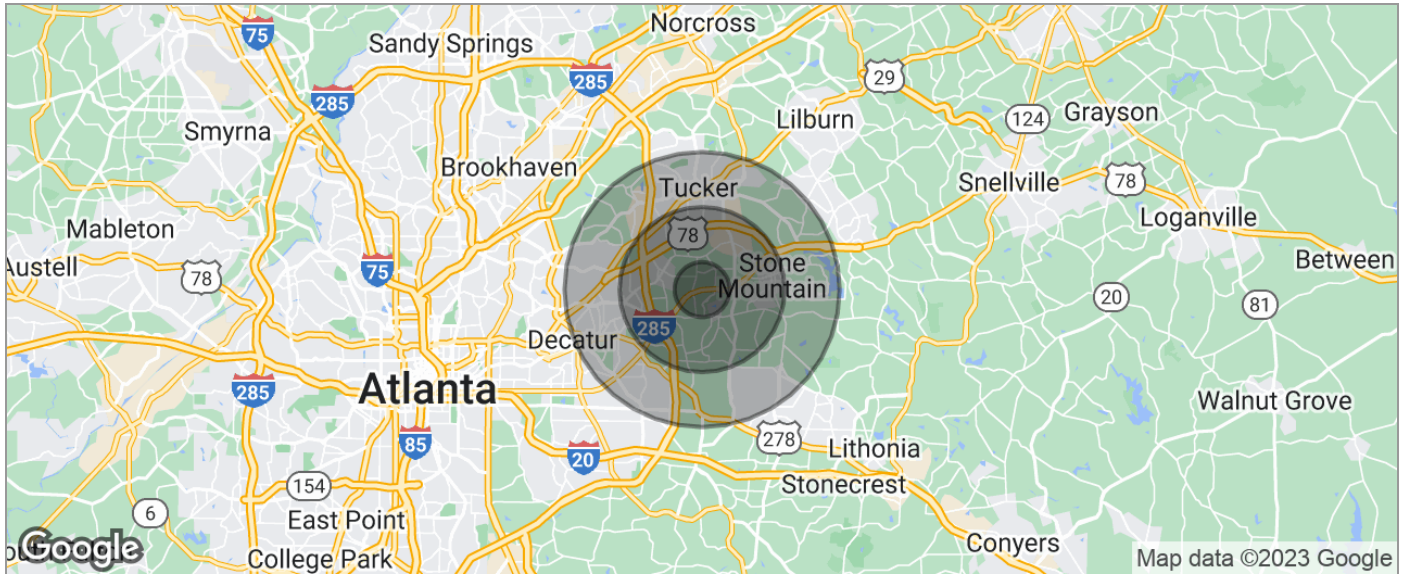 Norcross
75
Sandy Springs
285
29
285
124
Grayson
Lilburn
Smyrna
Brookhaven
Tucker
Snellville
78
Loganville
Mableton
78
Austell
78
75
Stone
Mountain
Between
20
81
285
Decatur
Atlanta
285
Walnut Grove
85
278
Lithonia
20
Stonecrest
154
6
East Point
Conyers
Google
College Park
Map data ©2023 Google